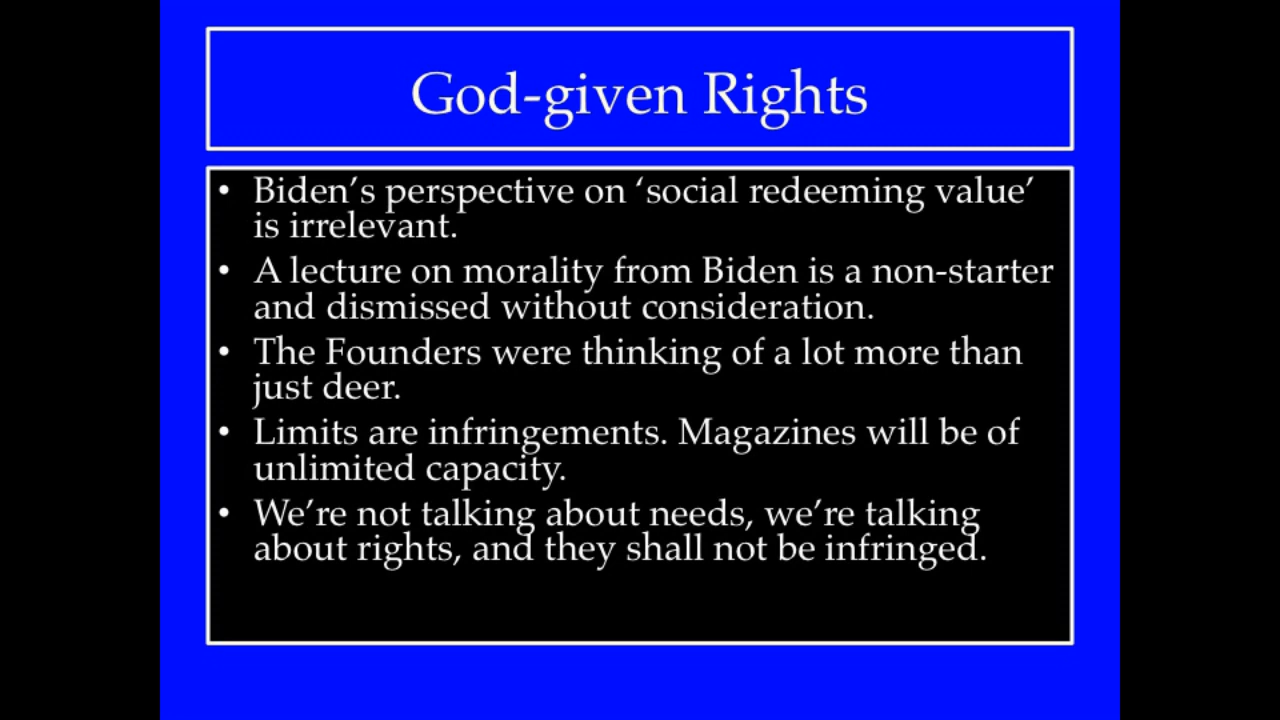 God-given Rights
• Biden’s perspective on ‘social redeeming value’
is irrelevant.
• A lecture on morality from Biden is a non-starter
and dismissed without consideration.
• The Founders were thinking of a lot more than
just deer.
• Limits are infringements. Magazines will be of
unlimited capacity.
• We’re not talking about needs, we’re talking
about rights, and they shall not be infringed.